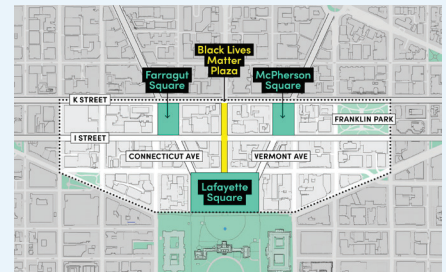 Black Lives
Matter
Plaza
Farragut
Square
McPherson
Square
K STREET
FRANKLIN PARK
I STREET
CONNECTICUT AVE
VERMONT AVE
Lafayette
Square